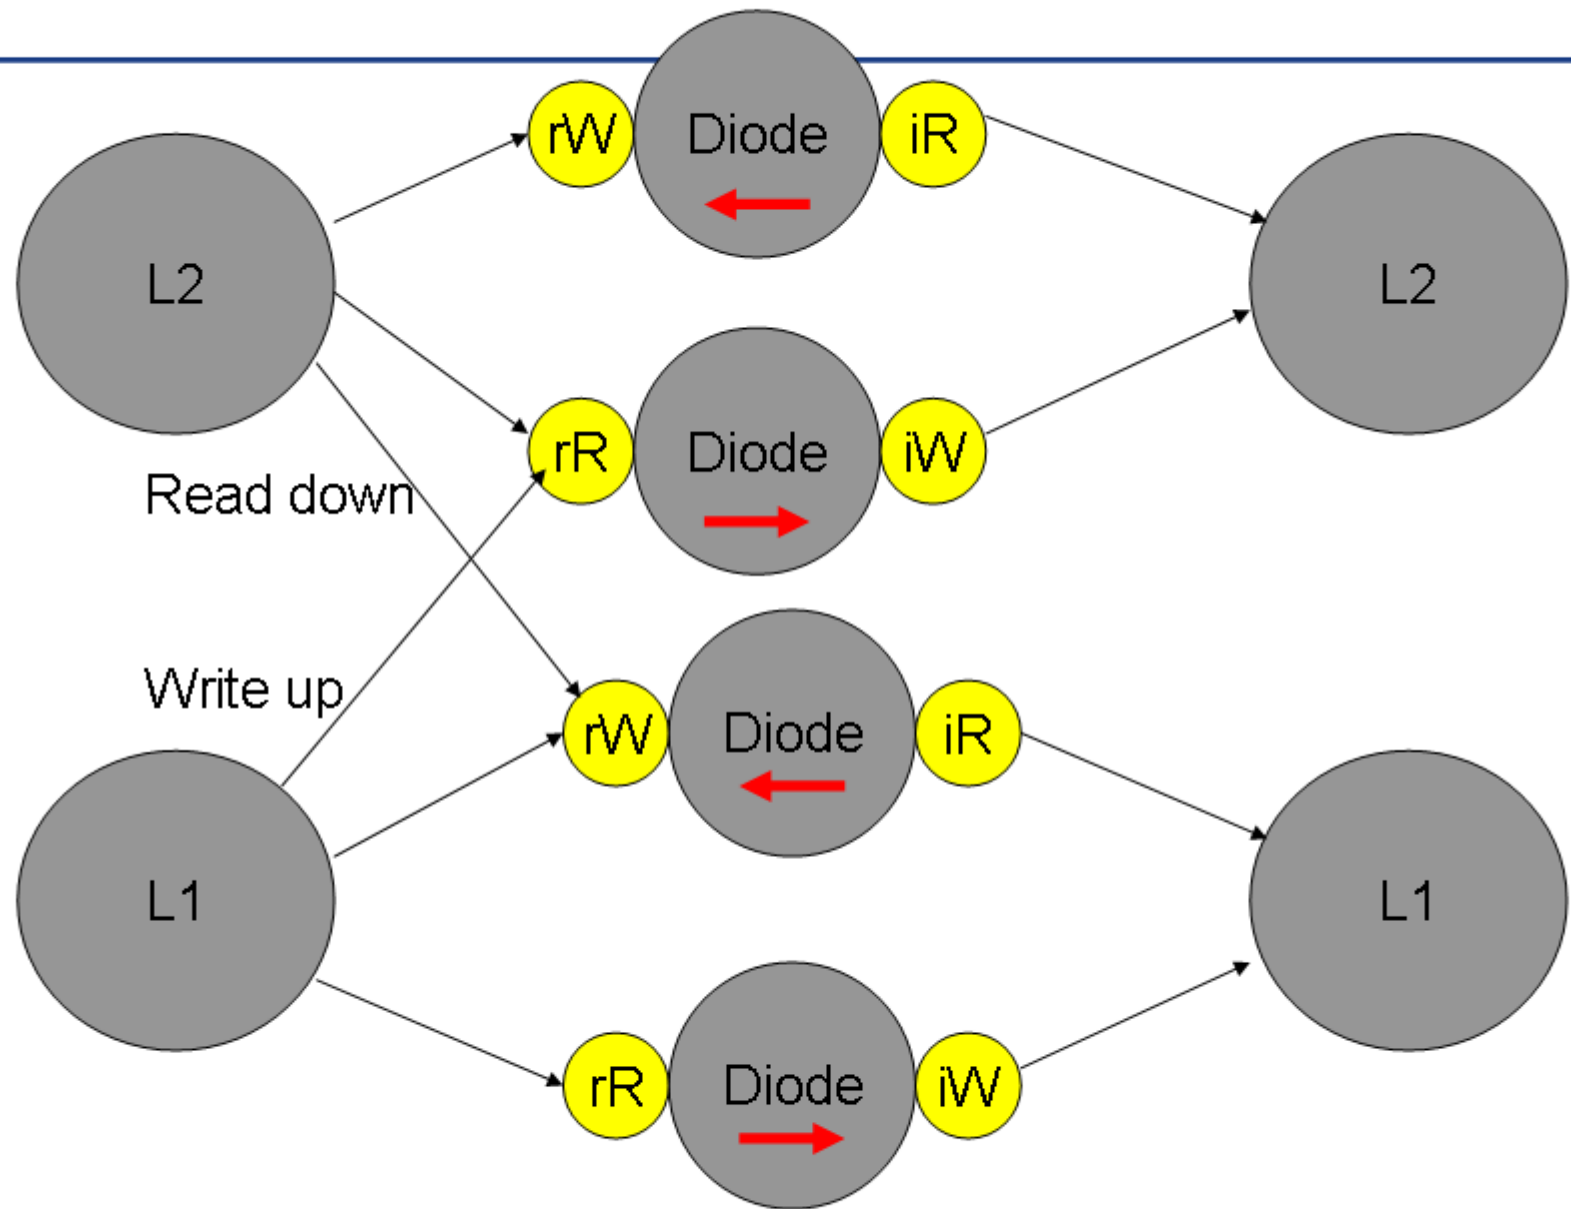 rW Diode iR
L2
L2
rR Diode iW
Read down
Write up
rW Diode iR
L1
L1
rR Diode iW